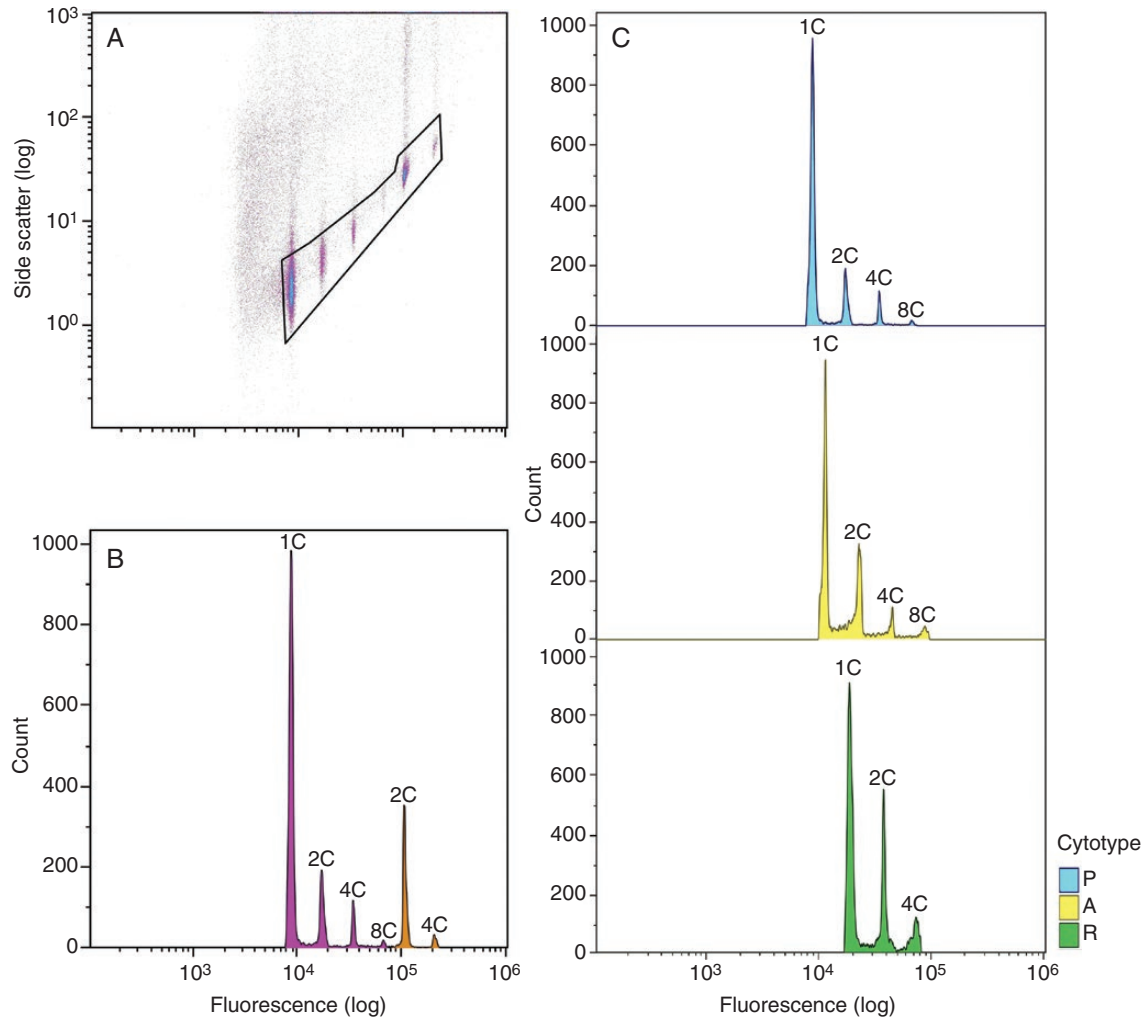 A
Side scatter (log)
10³
10²
10¹
10⁰
B
Count
1000
800
600
400
200
0
1C
2C
4C
8C
2C
4C
10³
10⁴
10⁵
10⁶
Fluorescence (log)
C
Count
1000
800
600
400
200
0
1C
2C
4C
8C
1000
800
600
400
200
0
1C
2C
4C
8C
1000
800
600
400
200
0
1C
2C
4C
10³
10⁴
10⁵
10⁶
Fluorescence (log)
Cytotype
P
A
R